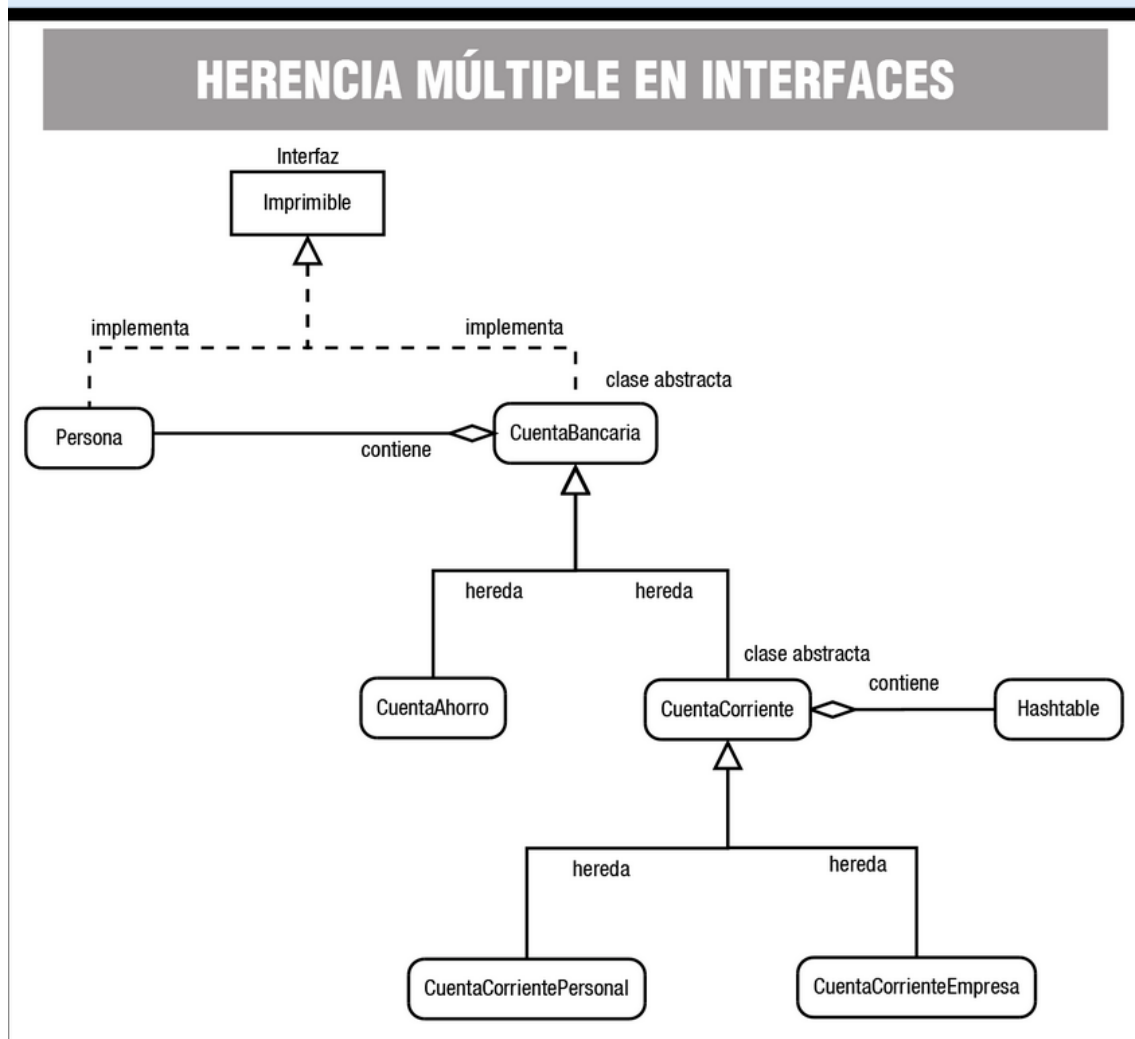 HERENCIA MÚLTIPLE EN INTERFACES
Interfaz
Imprimible
implementa
implementa
clase abstracta
Persona
contiene
CuentaBancaria
hereda
hereda
clase abstracta
contiene
CuentaAhorro
CuentaCorriente
Hashtable
hereda
hereda
CuentaCorrientePersonal
CuentaCorrienteEmpresa